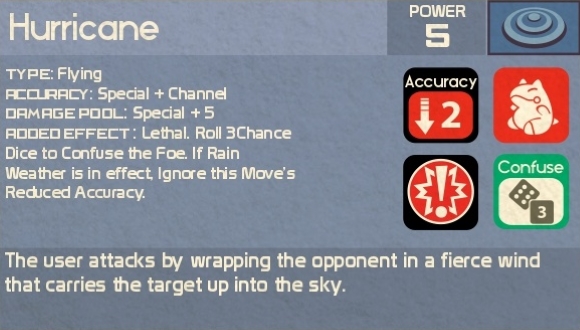 Hurricane
POWER
5
TYPE: Flying
ACCURACY: Special + Channel
DAMAGE POOL: Special + 5
ADDED EFFECT: Lethal. Roll 3Chance
Dice to Confuse the Foe. If Rain
Weather is in effect, Ignore this Move's
Reduced Accuracy.
Accuracy
2
Confuse
3
The user attacks by wrapping the opponent in a fierce wind
that carries the target up into the sky.